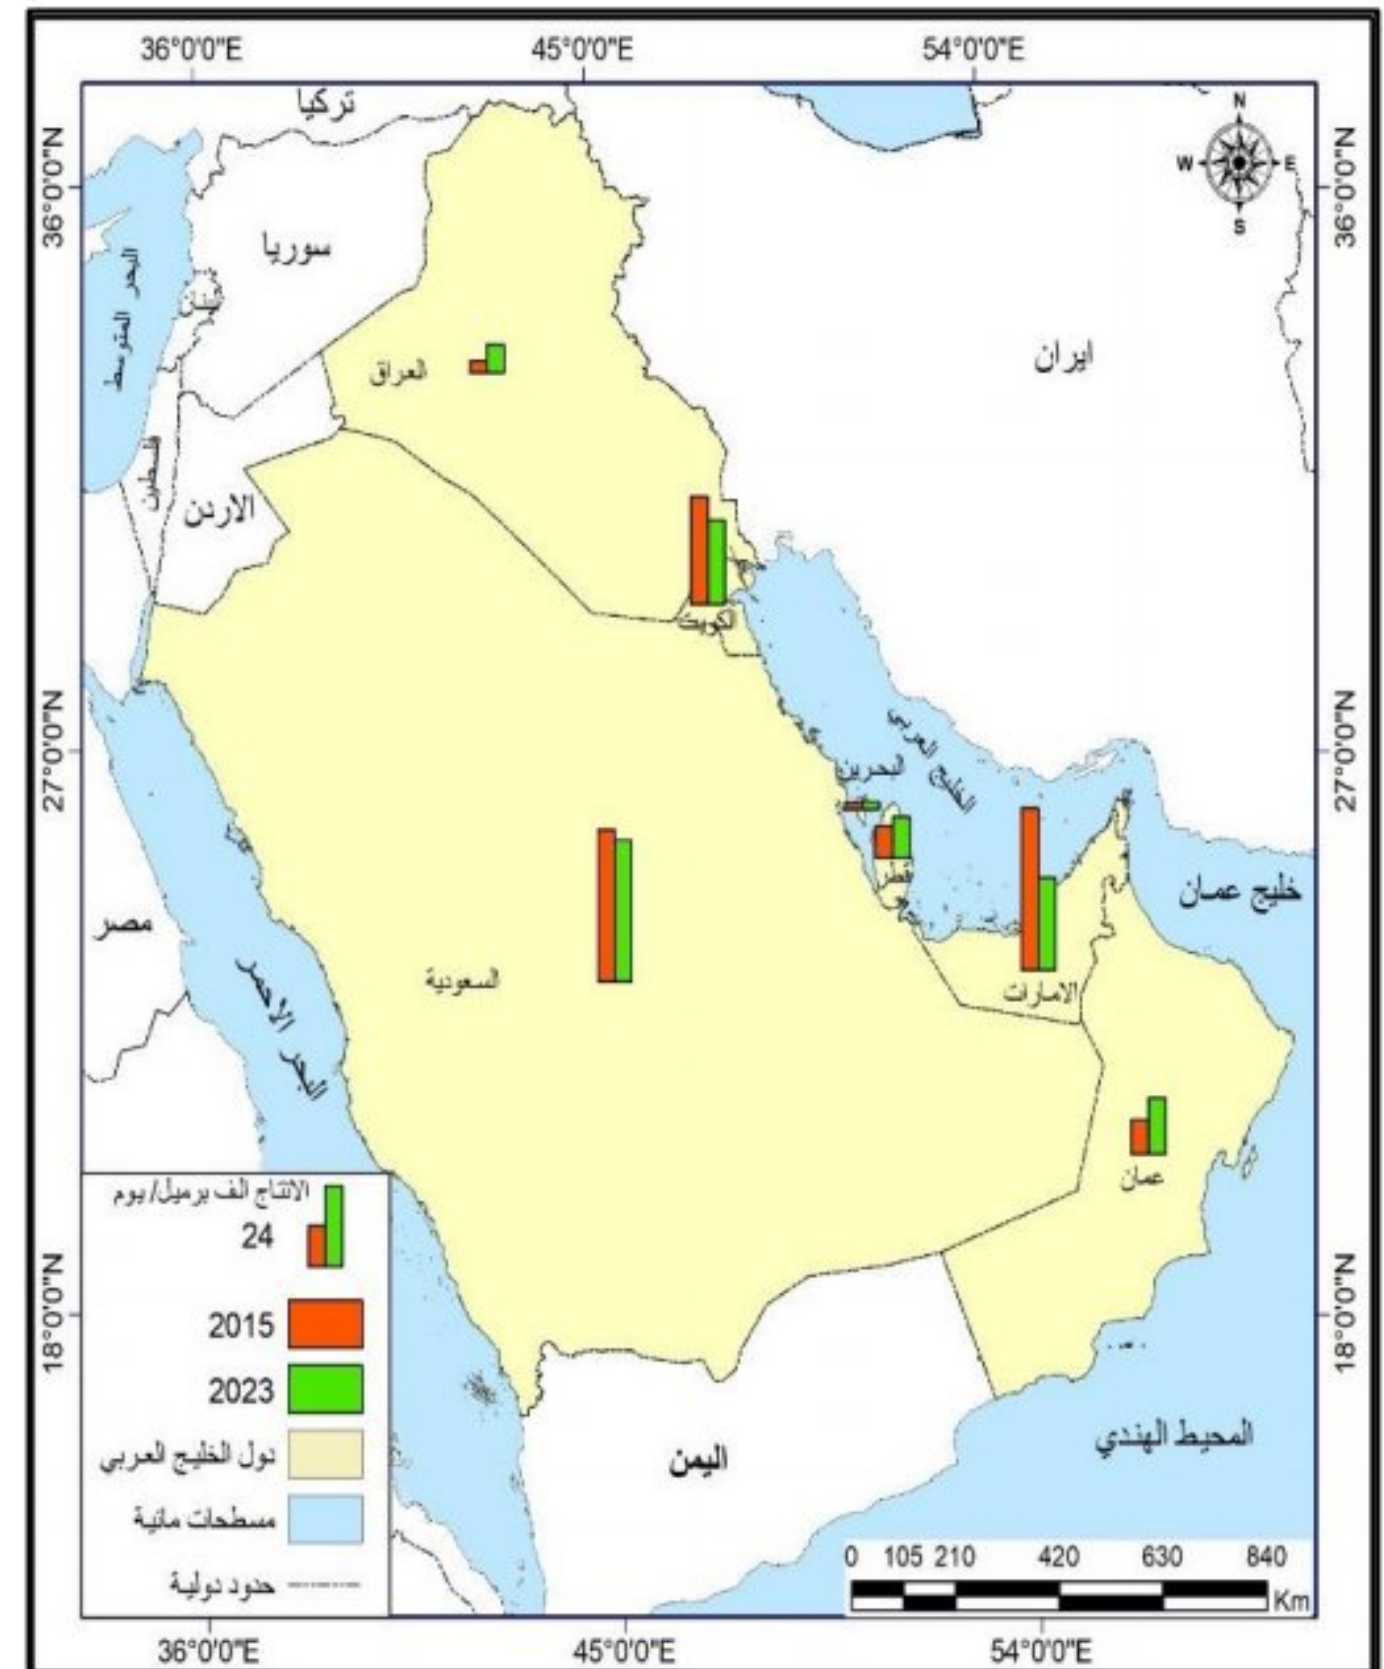 36°0'0"E 45°0'0"E 54°0'0"E
تركيا
N
W E
S
36°0'0"N
36°0'0"N
سوريا
البحر المتوسط
لبنان
ايران
العراق
فلسطين
الاردن
الكويت
27°0'0"N
27°0'0"N
الخليج العربي
البحرين
قطر
خليج عمان
مصر
السعودية
الامارات
البحر الأحمر
عمان
الانتاج الف برميل/ يوم
24
18°0'0"N
18°0'0"N
2015
2023
دول الخليج العربي
مسطحات مائية
حدود دولية
اليمن
المحيط الهندي
0 105 210 420 630 840
Km
36°0'0"E 45°0'0"E 54°0'0"E